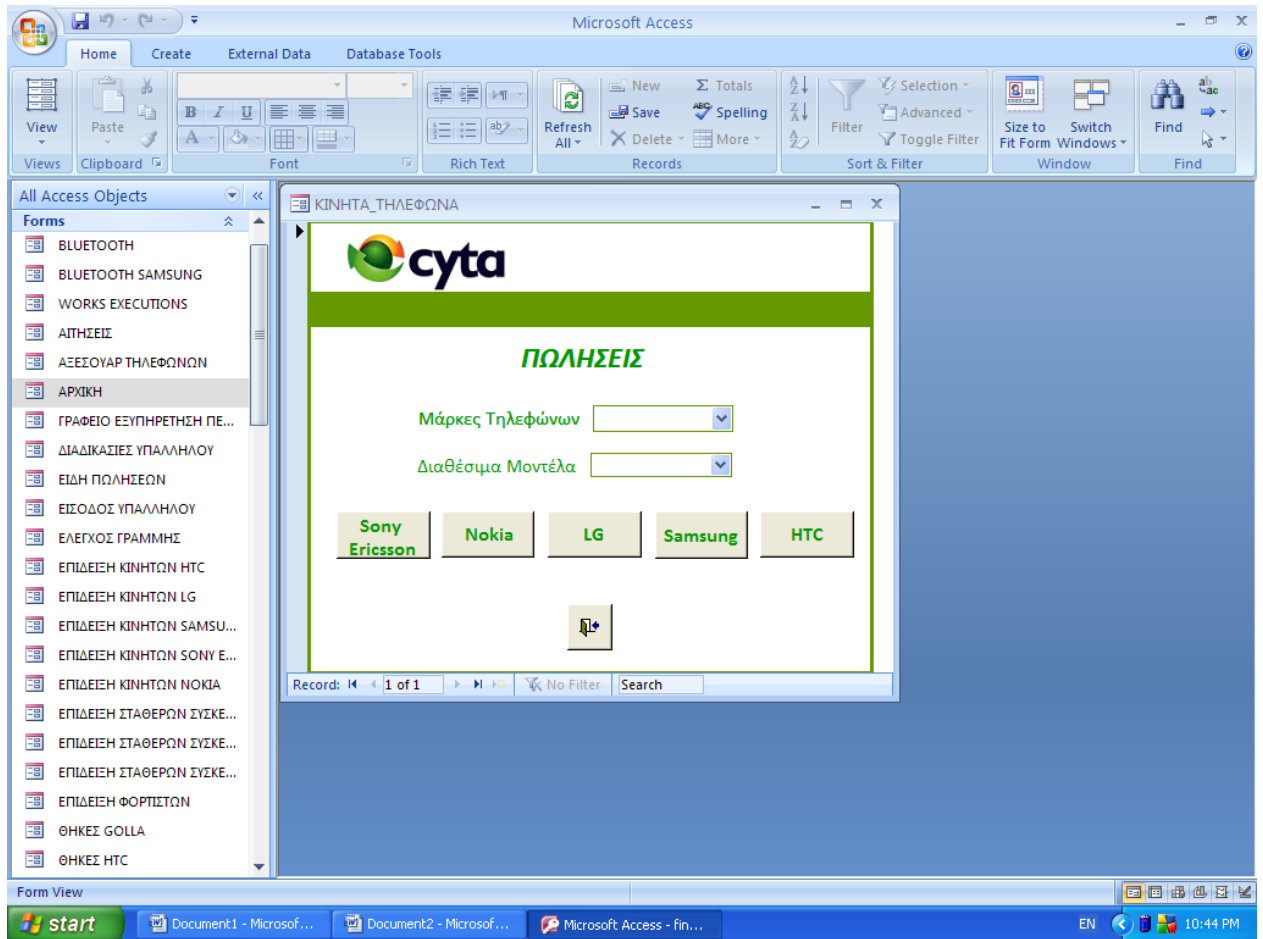 Microsoft Access
Home Create External Data Database Tools
View
Paste
B I U
A
ab
Refresh
All
New
Save
Delete
Σ Totals
ABC Spelling
More
A
Z
Z
A
Filter
Selection
Advanced
Toggle Filter
Size to
Fit Form
Switch
Windows
Find
ab
ac
Views Clipboard Font Rich Text Records Sort & Filter Window Find
All Access Objects
Forms
BLUETOOTH
BLUETOOTH SAMSUNG
WORKS EXECUTIONS
ΑΙΤΗΣΕΙΣ
ΑΞΕΣΟΥΑΡ ΤΗΛΕΦΩΝΩΝ
ΑΡΧΙΚΗ
ΓΡΑΦΕΙΟ ΕΞΥΠΗΡΕΤΗΣΗ ΠΕ...
ΔΙΑΔΙΚΑΣΙΕΣ ΥΠΑΛΛΗΛΟΥ
ΕΙΔΗ ΠΩΛΗΣΕΩΝ
ΕΙΣΟΔΟΣ ΥΠΑΛΛΗΛΟΥ
ΕΛΕΓΧΟΣ ΓΡΑΜΜΗΣ
ΕΠΙΔΕΙΞΗ ΚΙΝΗΤΩΝ HTC
ΕΠΙΔΕΙΞΗ ΚΙΝΗΤΩΝ LG
ΕΠΙΔΕΙΞΗ ΚΙΝΗΤΩΝ SAMSU...
ΕΠΙΔΕΙΞΗ ΚΙΝΗΤΩΝ SONY E...
ΕΠΙΔΕΙΞΗ ΚΙΝΗΤΩΝ ΝΟΚΙΑ
ΕΠΙΔΕΙΞΗ ΣΤΑΘΕΡΩΝ ΣΥΣΚΕ...
ΕΠΙΔΕΙΞΗ ΣΤΑΘΕΡΩΝ ΣΥΣΚΕ...
ΕΠΙΔΕΙΞΗ ΣΤΑΘΕΡΩΝ ΣΥΣΚΕ...
ΕΠΙΔΕΙΞΗ ΦΟΡΤΙΣΤΩΝ
ΘΗΚΕΣ GOLLA
ΘΗΚΕΣ HTC
ΚΙΝΗΤΑ_ΤΗΛΕΦΩΝΑ
cyta
ΠΩΛΗΣΕΙΣ
Μάρκες Τηλεφώνων
Διαθέσιμα Μοντέλα
Sony
Ericsson
Nokia
LG
Samsung
HTC
Record: 1 of 1 No Filter Search
Form View
start Document1 - Microsof... Document2 - Microsof... Microsoft Access - fin... EN 10:44 PM